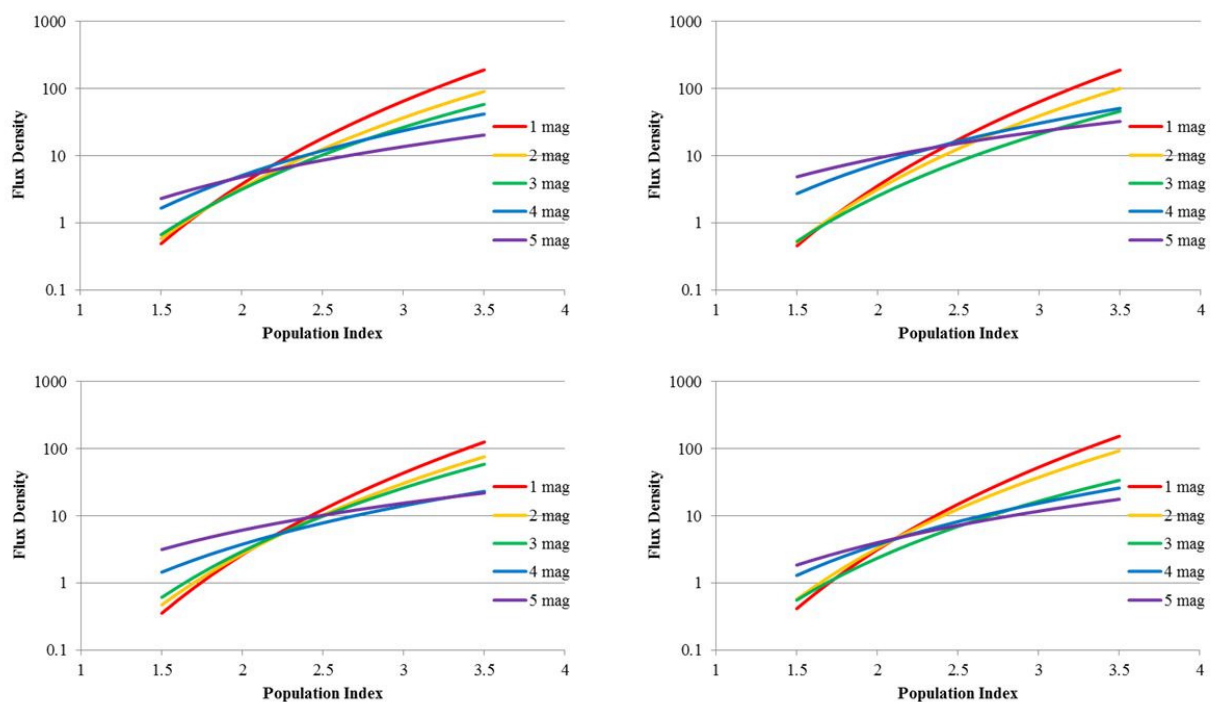 1000
100
10
1
0.1
Flux Density
1 1.5 2 2.5 3 3.5 4
Population Index
1 mag
2 mag
3 mag
4 mag
5 mag
1000
100
10
1
0.1
Flux Density
1 1.5 2 2.5 3 3.5 4
Population Index
1 mag
2 mag
3 mag
4 mag
5 mag
1000
100
10
1
0.1
Flux Density
1 1.5 2 2.5 3 3.5 4
Population Index
1 mag
2 mag
3 mag
4 mag
5 mag
1000
100
10
1
0.1
Flux Density
1 1.5 2 2.5 3 3.5 4
Population Index
1 mag
2 mag
3 mag
4 mag
5 mag